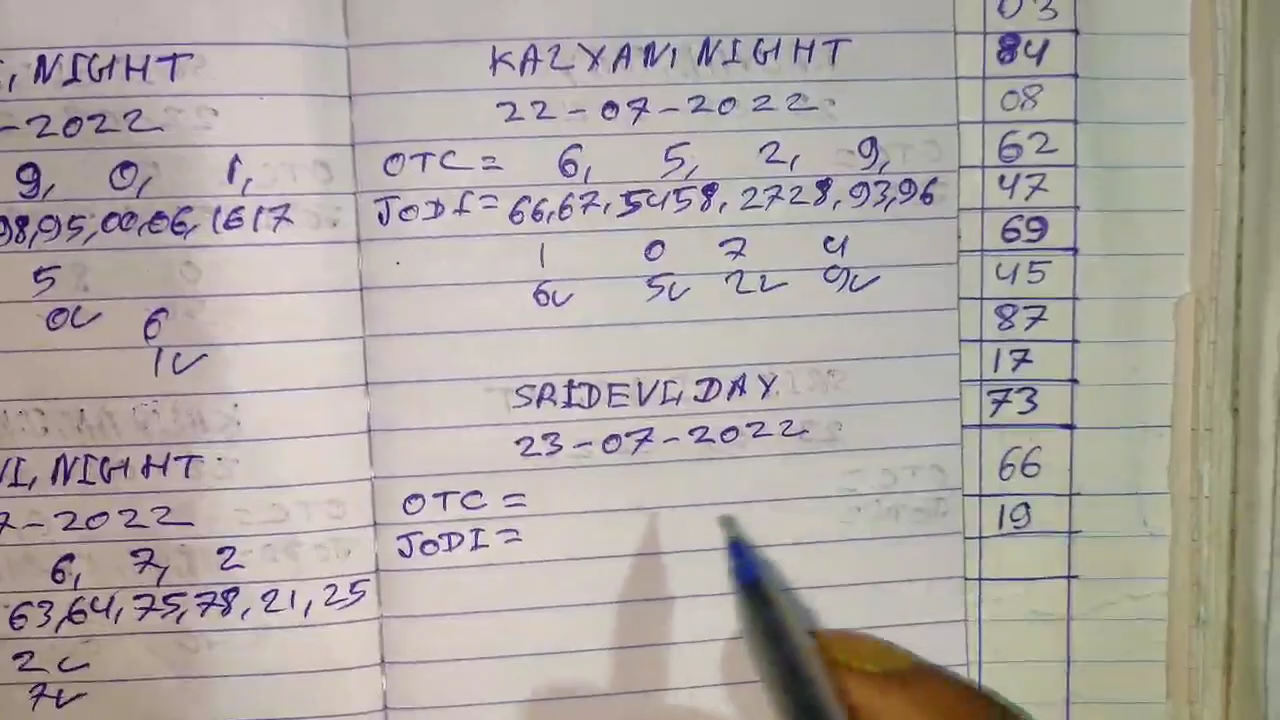 , NIGHT
-2022
9, 0, 1,
98,95,00,06,1617
5
0✓ 6
1✓
VI, NIGHT
7-2022
6, 7, 2
63,64,75,78,21,25
2✓
7✓
KALYAN, NIGHT
22-07-2022
OTC= 6, 5, 2, 9,
JODI= 66,67,5458,2728,93,96
1 0 7 4
6✓ 5✓ 2✓ 9✓
SRIDEVI, DAY
23-07-2022
OTC =
JODI =
03
84
08
62
47
69
45
87
17
73
66
19